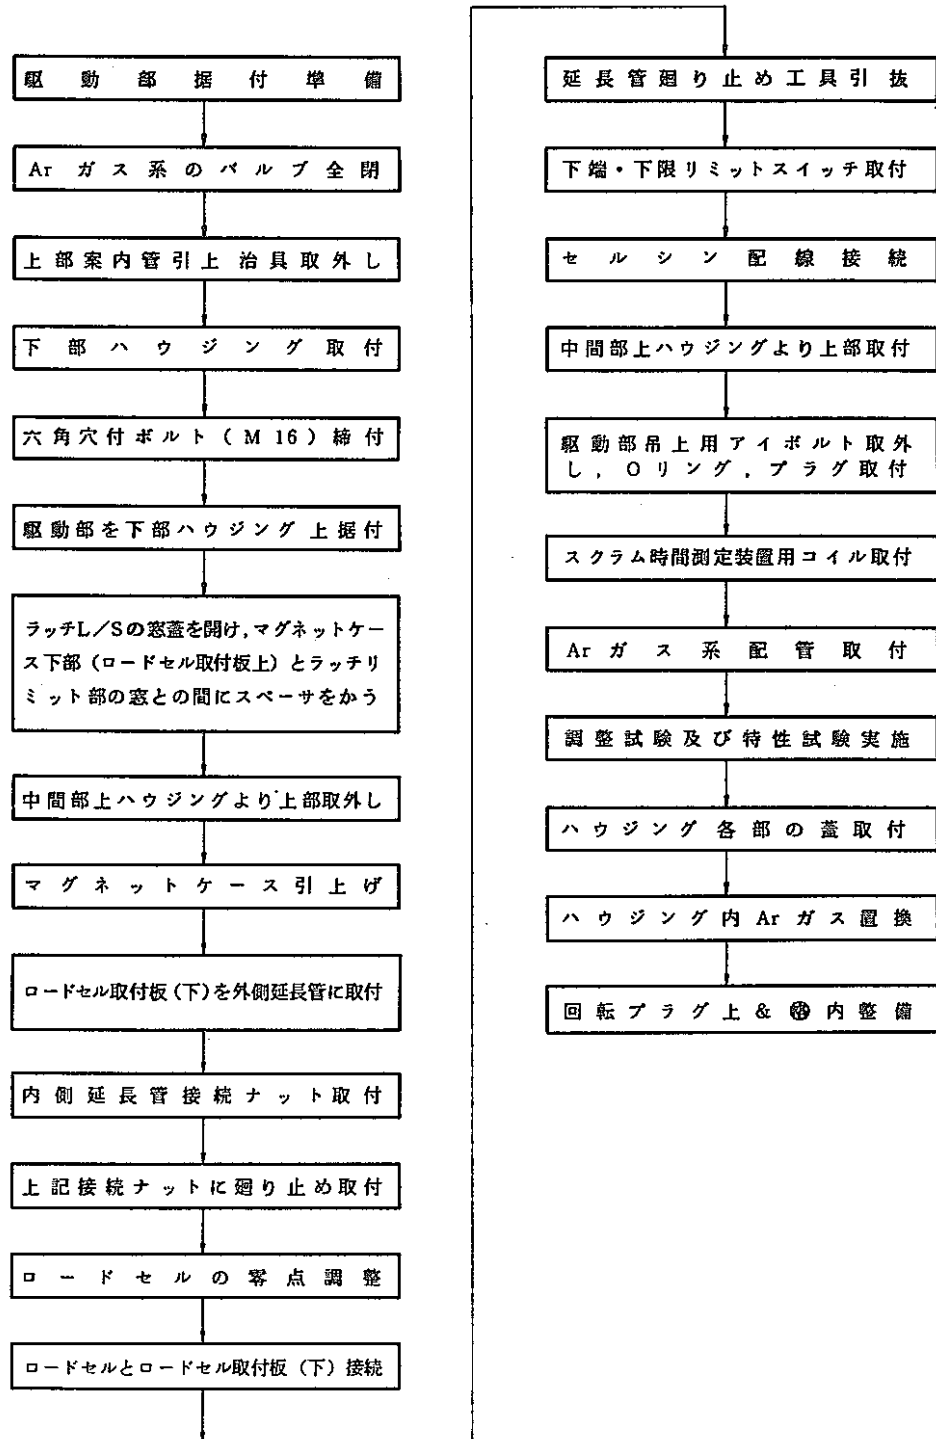 駆動部据付準備
Arガス系のバルブ全閉
上部案内管引上治具取外し
下部ハウジング取付
六角穴付ボルト(M16)締付
駆動部を下部ハウジング上据付
ラッチL/Sの窓蓋を開け,マグネットケー
ス下部(ロードセル取付板上)とラッチリ
ミット部の窓との間にスペーサをかう
中間部上ハウジングより上部取外し
マグネットケース引上げ
ロードセル取付板(下)を外側延長管に取付
内側延長管接続ナット取付
上記接続ナットに廻り止め取付
ロードセルの零点調整
ロードセルとロードセル取付板(下)接続
延長管廻り止め工具引抜
下端・下限リミットスイッチ取付
セルシン配線接続
中間部上ハウジングより上部取付
駆動部吊上用アイボルト取外
し,Oリング,プラグ取付
スクラム時間測定装置用コイル取付
Arガス系配管取付
調整試験及び特性試験実施
ハウジング各部の蓋取付
ハウジング内Arガス置換
回転プラグ上&内整備